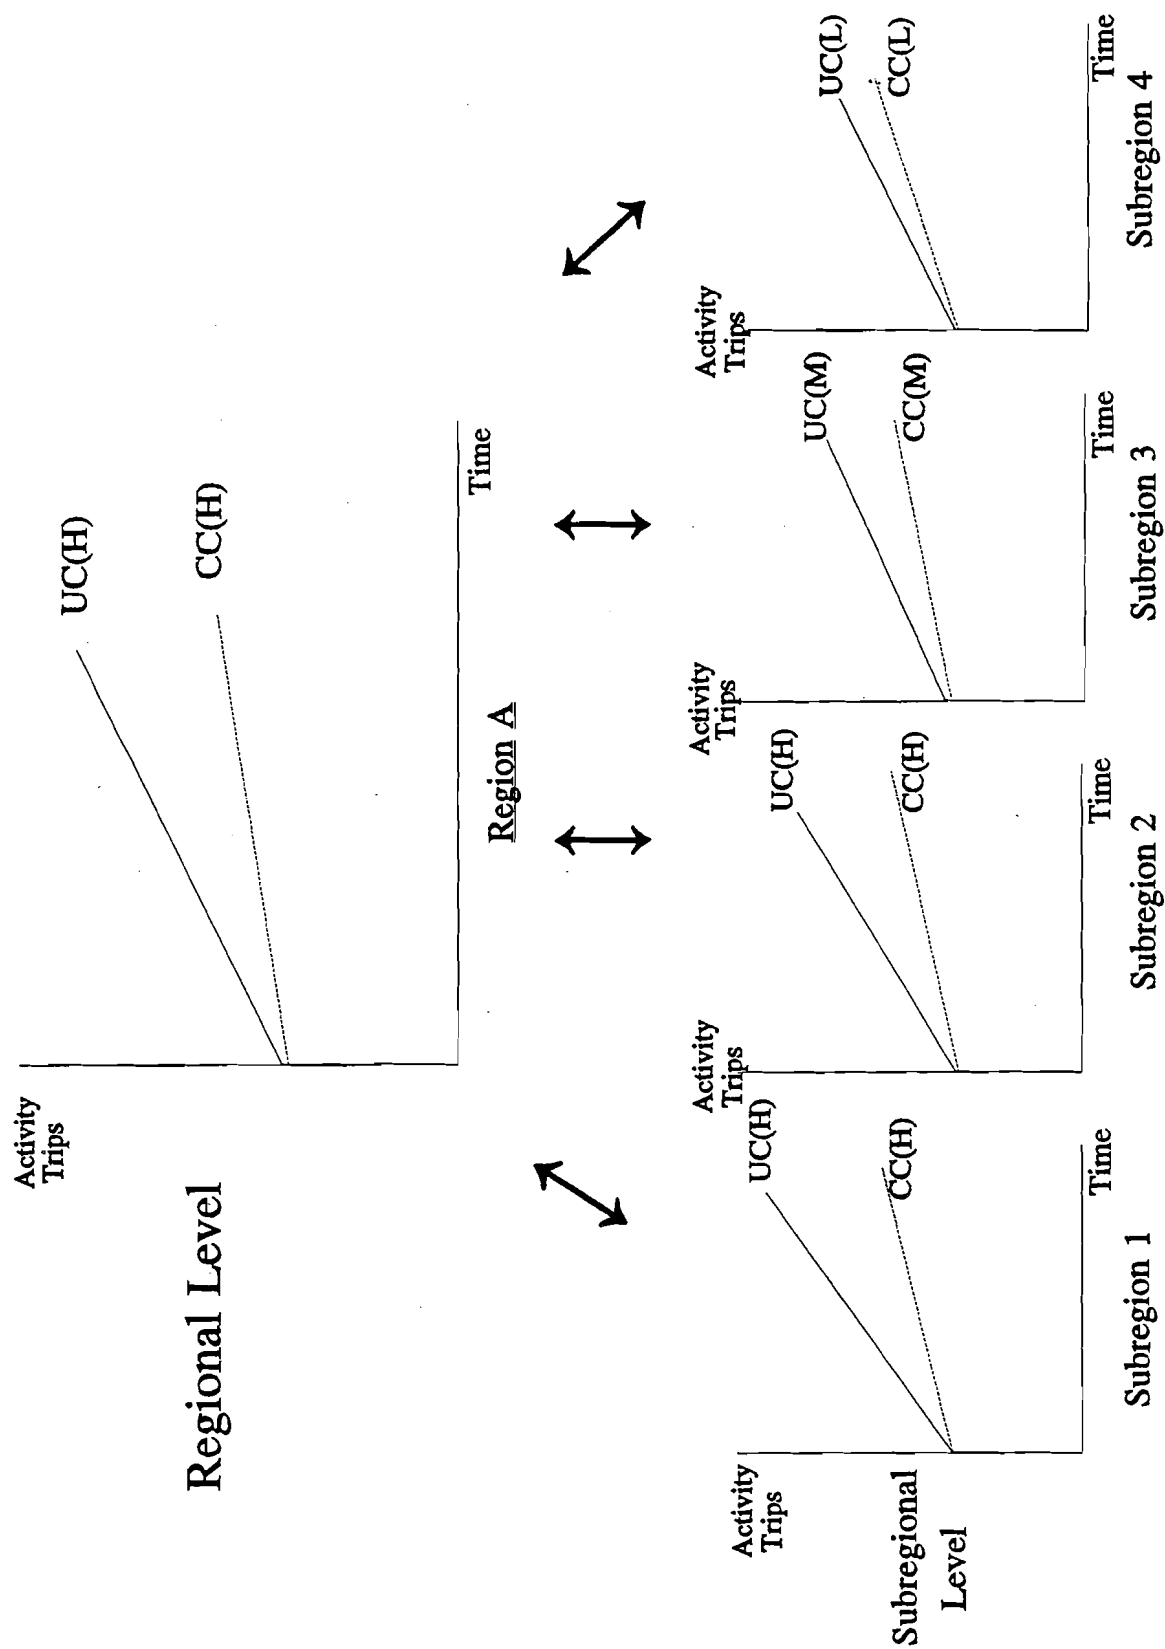 Regional Level
Activity
Trips
UC(H)
CC(H)
Time
Region A
Subregional
Level
Activity
Trips
UC(H)
CC(H)
Time
Subregion 1
Activity
Trips
UC(H)
CC(H)
Time
Subregion 2
Activity
Trips
UC(M)
CC(M)
Time
Subregion 3
Activity
Trips
UC(L)
CC(L)
Time
Subregion 4